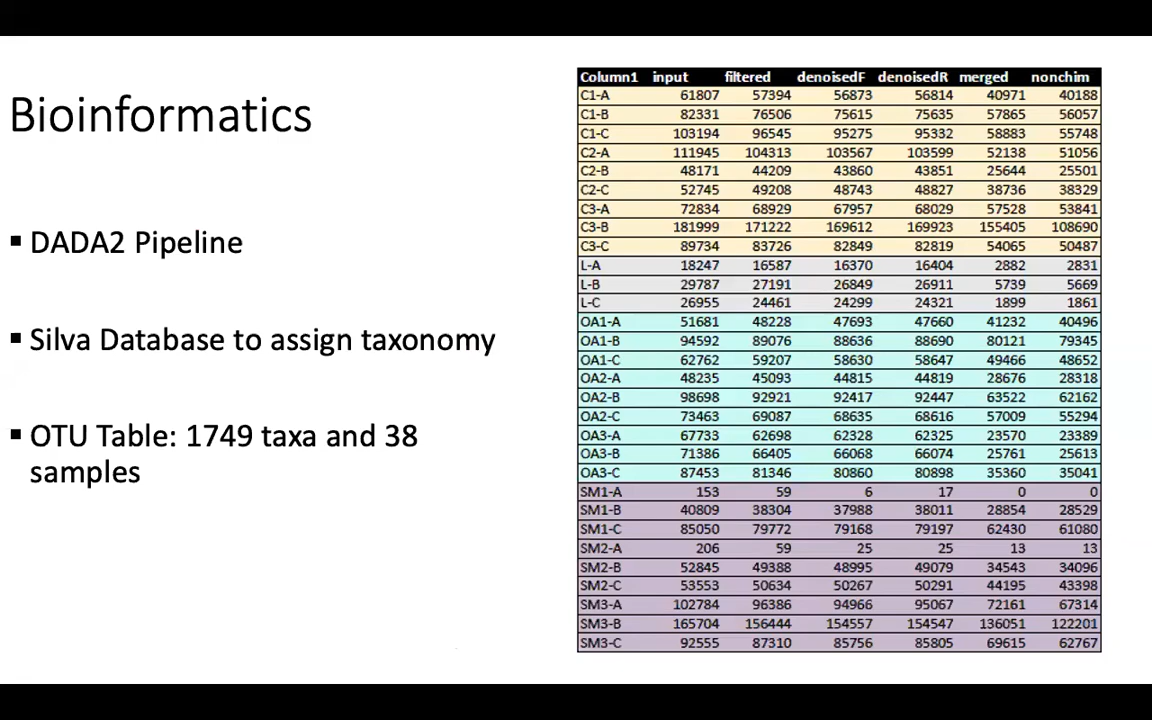 Bioinformatics
▪ DADA2 Pipeline
▪ Silva Database to assign taxonomy
▪ OTU Table: 1749 taxa and 38
samples
Column1 input filtered denoisedF denoisedR merged nonchim
C1-A 61807 57394 56873 56814 40971 40188
C1-B 82331 76506 75615 75635 57865 56057
C1-C 103194 96545 95275 95332 58883 55748
C2-A 111945 104313 103567 103599 52138 51056
C2-B 48171 44209 43860 43851 25644 25501
C2-C 52745 49208 48743 48827 38736 38329
C3-A 72834 68929 67957 68029 57528 53841
C3-B 181999 171222 169612 169923 155405 108690
C3-C 89734 83726 82849 82819 54065 50487
L-A 18247 16587 16370 16404 2882 2831
L-B 29787 27191 26849 26911 5739 5669
L-C 26955 24461 24299 24321 1899 1861
OA1-A 51681 48228 47693 47660 41232 40496
OA1-B 94592 89076 88636 88690 80121 79345
OA1-C 62762 59207 58630 58647 49466 48652
OA2-A 48235 45093 44815 44819 28676 28318
OA2-B 98698 92921 92417 92447 63522 62162
OA2-C 73463 69087 68635 68616 57009 55294
OA3-A 67733 62698 62328 62325 23570 23389
OA3-B 71386 66405 66068 66074 25761 25613
OA3-C 87453 81346 80860 80898 35360 35041
SM1-A 153 59 6 17 0 0
SM1-B 40809 38304 37988 38011 28854 28529
SM1-C 85050 79772 79168 79197 62430 61080
SM2-A 206 59 25 25 13 13
SM2-B 52845 49388 48995 49079 34543 34096
SM2-C 53553 50634 50267 50291 44195 43398
SM3-A 102784 96386 94966 95067 72161 67314
SM3-B 165704 156444 154557 154547 136051 122201
SM3-C 92555 87310 85756 85805 69615 62767